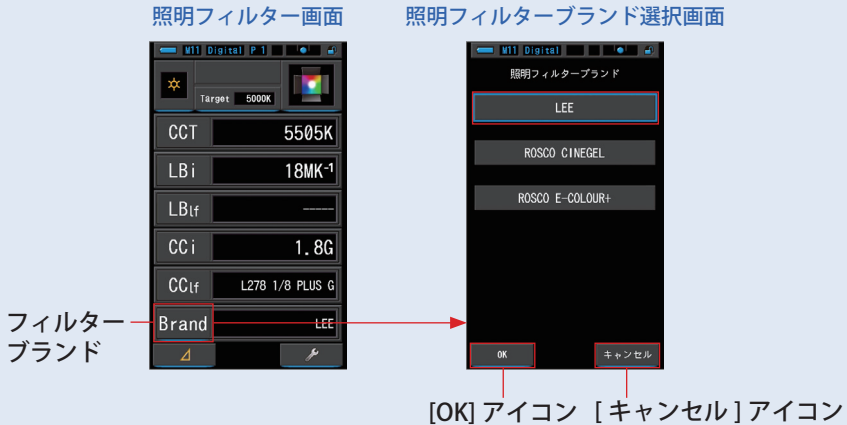 照明フィルター画面
照明フィルターブランド選択画面
M11 Digital P 1
Target 5000K
CCT 5505K
LBi 18MK⁻¹
LBlf -----
CCi 1.8G
CClf L278 1/8 PLUS G
Brand LEE
フィルター
ブランド
M11 Digital
照明フィルターブランド
LEE
ROSCO CINEGEL
ROSCO E-COLOUR+
OK キャンセル
[OK] アイコン [ キャンセル ] アイコン